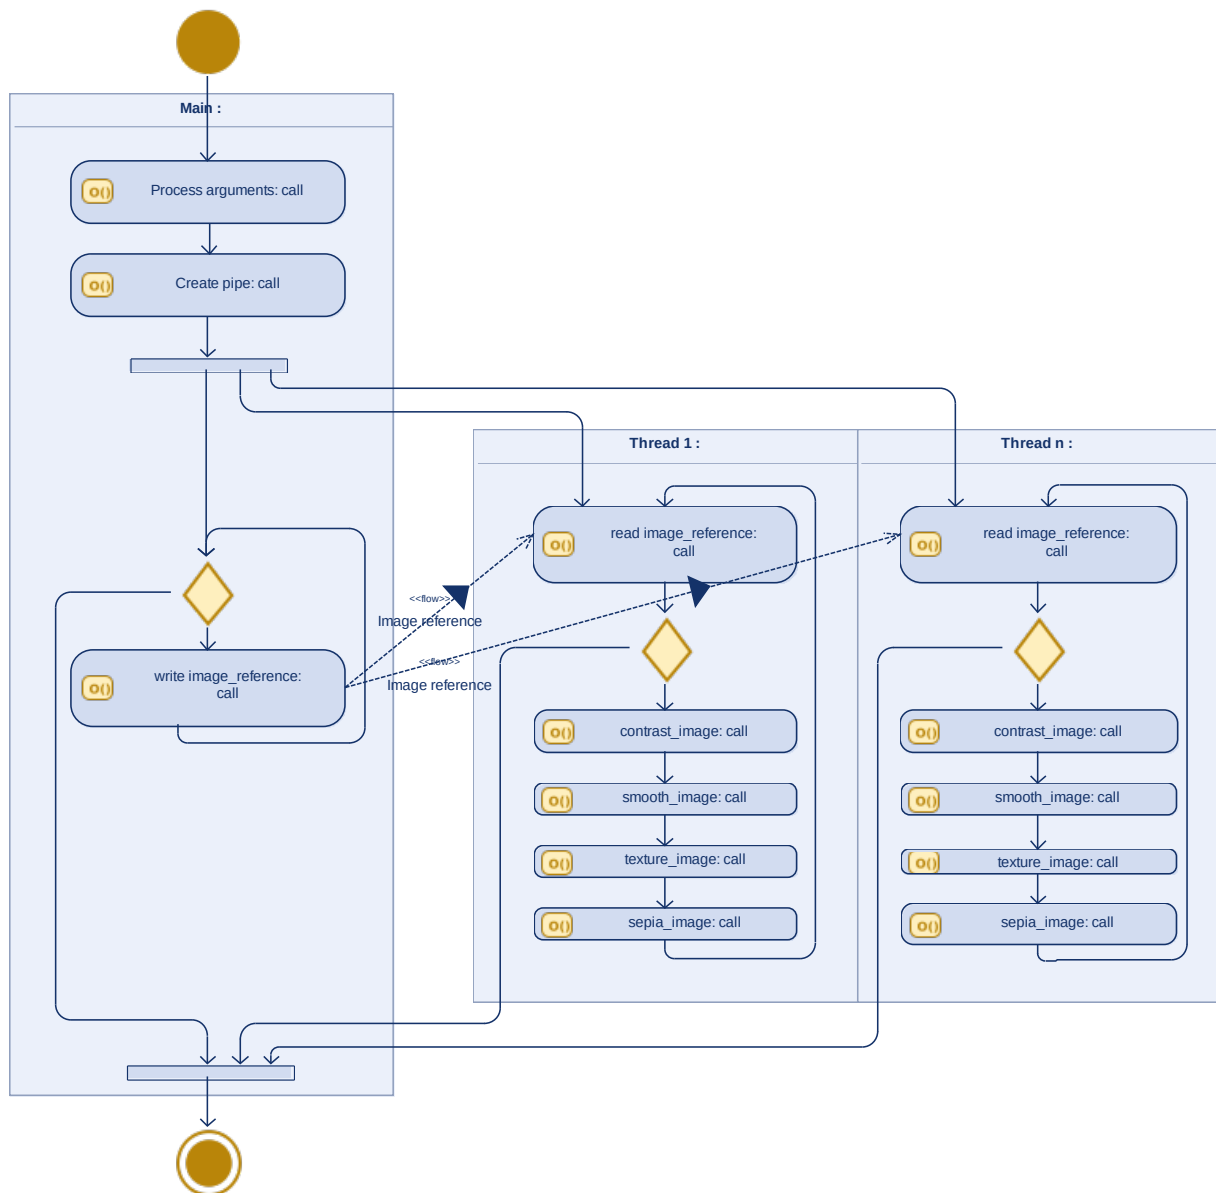 Main :
o()
Process arguments: call
o()
Create pipe: call
Thread 1 :
Thread n :
o()
read image_reference:
call
o()
read image_reference:
call
<<flow>>
Image reference
<<flow>>
Image reference
o()
write image_reference:
call
o()
contrast_image: call
o()
smooth_image: call
o()
texture_image: call
o()
sepia_image: call
o()
contrast_image: call
o()
smooth_image: call
o()
texture_image: call
o()
sepia_image: call